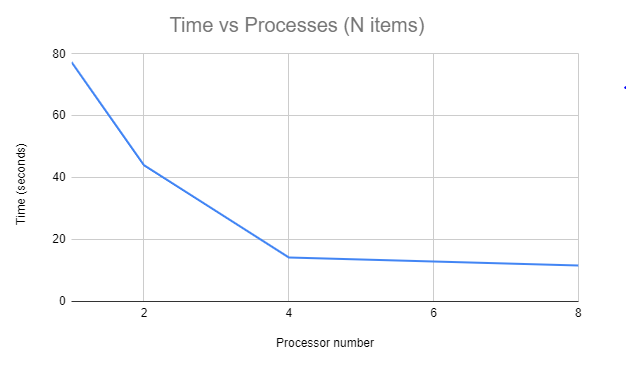 Time vs Processes (N items)
80
60
40
20
0
Time (seconds)
2 4 6 8
Processor number